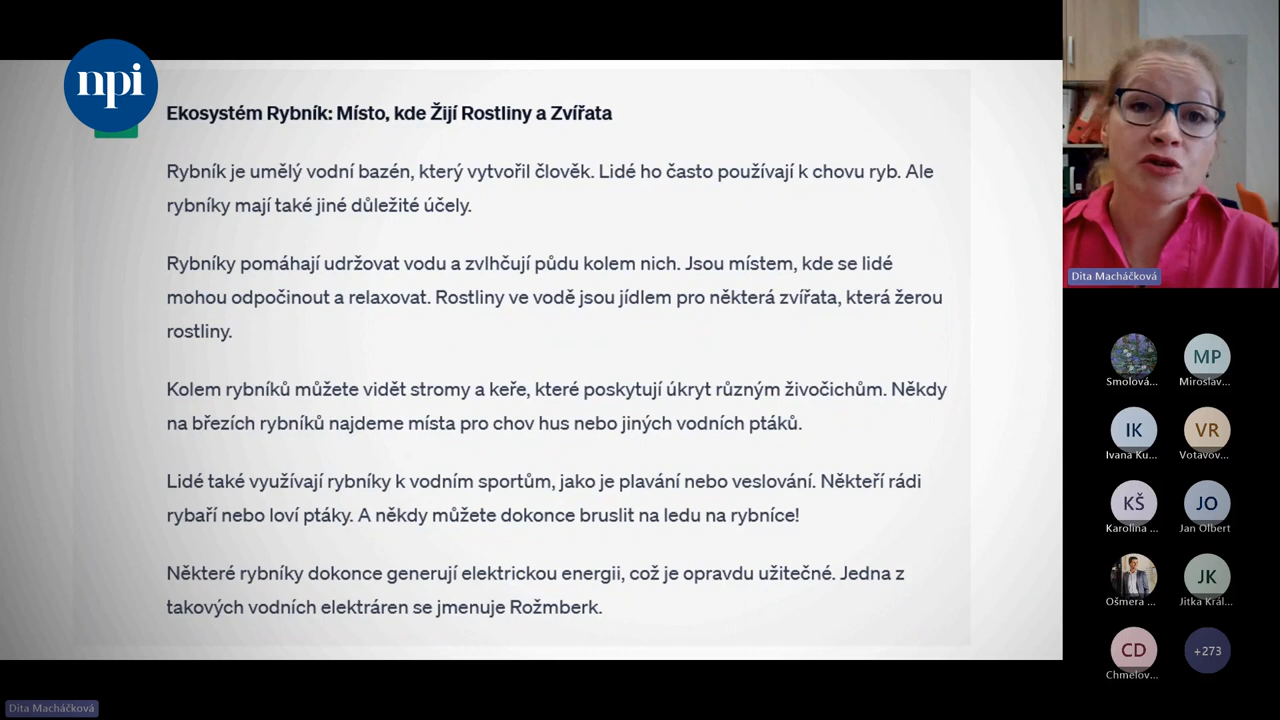 npi
Ekosystém Rybník: Místo, kde Žijí Rostliny a Zvířata
Rybník je umělý vodní bazén, který vytvořil člověk. Lidé ho často používají k chovu ryb. Ale
rybníky mají také jiné důležité účely.
Rybníky pomáhají udržovat vodu a zvlhčují půdu kolem nich. Jsou místem, kde se lidé
mohou odpočinout a relaxovat. Rostliny ve vodě jsou jídlem pro některá zvířata, která žerou
rostliny.
Kolem rybníků můžete vidět stromy a keře, které poskytují úkryt různým živočichům. Někdy
na březích rybníků najdeme místa pro chov hus nebo jiných vodních ptáků.
Lidé také využívají rybníky k vodním sportům, jako je plavání nebo veslování. Někteří rádi
rybaří nebo loví ptáky. A někdy můžete dokonce bruslit na ledu na rybníce!
Některé rybníky dokonce generují elektrickou energii, což je opravdu užitečné. Jedna z
takových vodních elektráren se jmenuje Rožmberk.
Dita Macháčková
Smolová...
MP
Miroslav...
IK
Ivana Ku...
VR
Votavov...
KŠ
Karolína ...
JO
Jan Olbert
Ošmera ...
JK
Jitka Král...
CD
Chmelov...
+273
Dita Macháčková